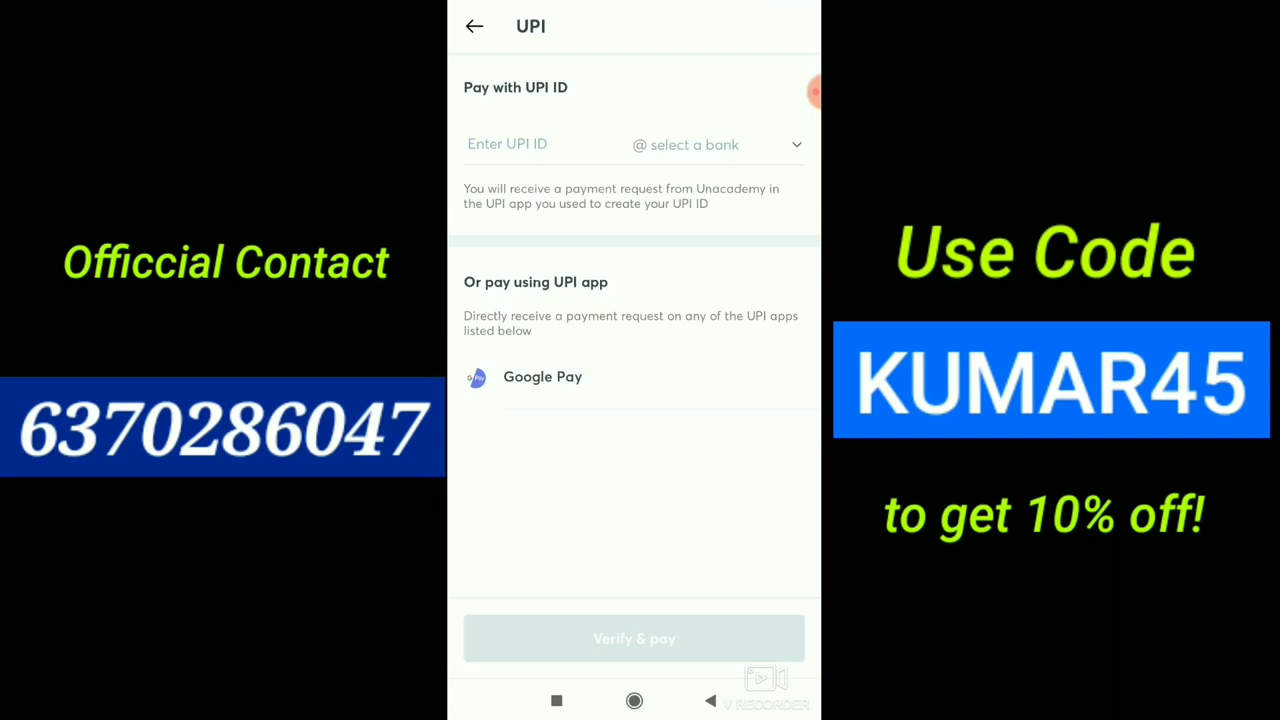 UPI
Pay with UPI ID
Enter UPI ID
@ select a bank
You will receive a payment request from Unacademy in
the UPI app you used to create your UPI ID
Or pay using UPI app
Directly receive a payment request on any of the UPI apps
listed below
Google Pay
Verify & pay
V RECORDER
Officcial Contact
6370286047
Use Code
KUMAR45
to get 10% off!